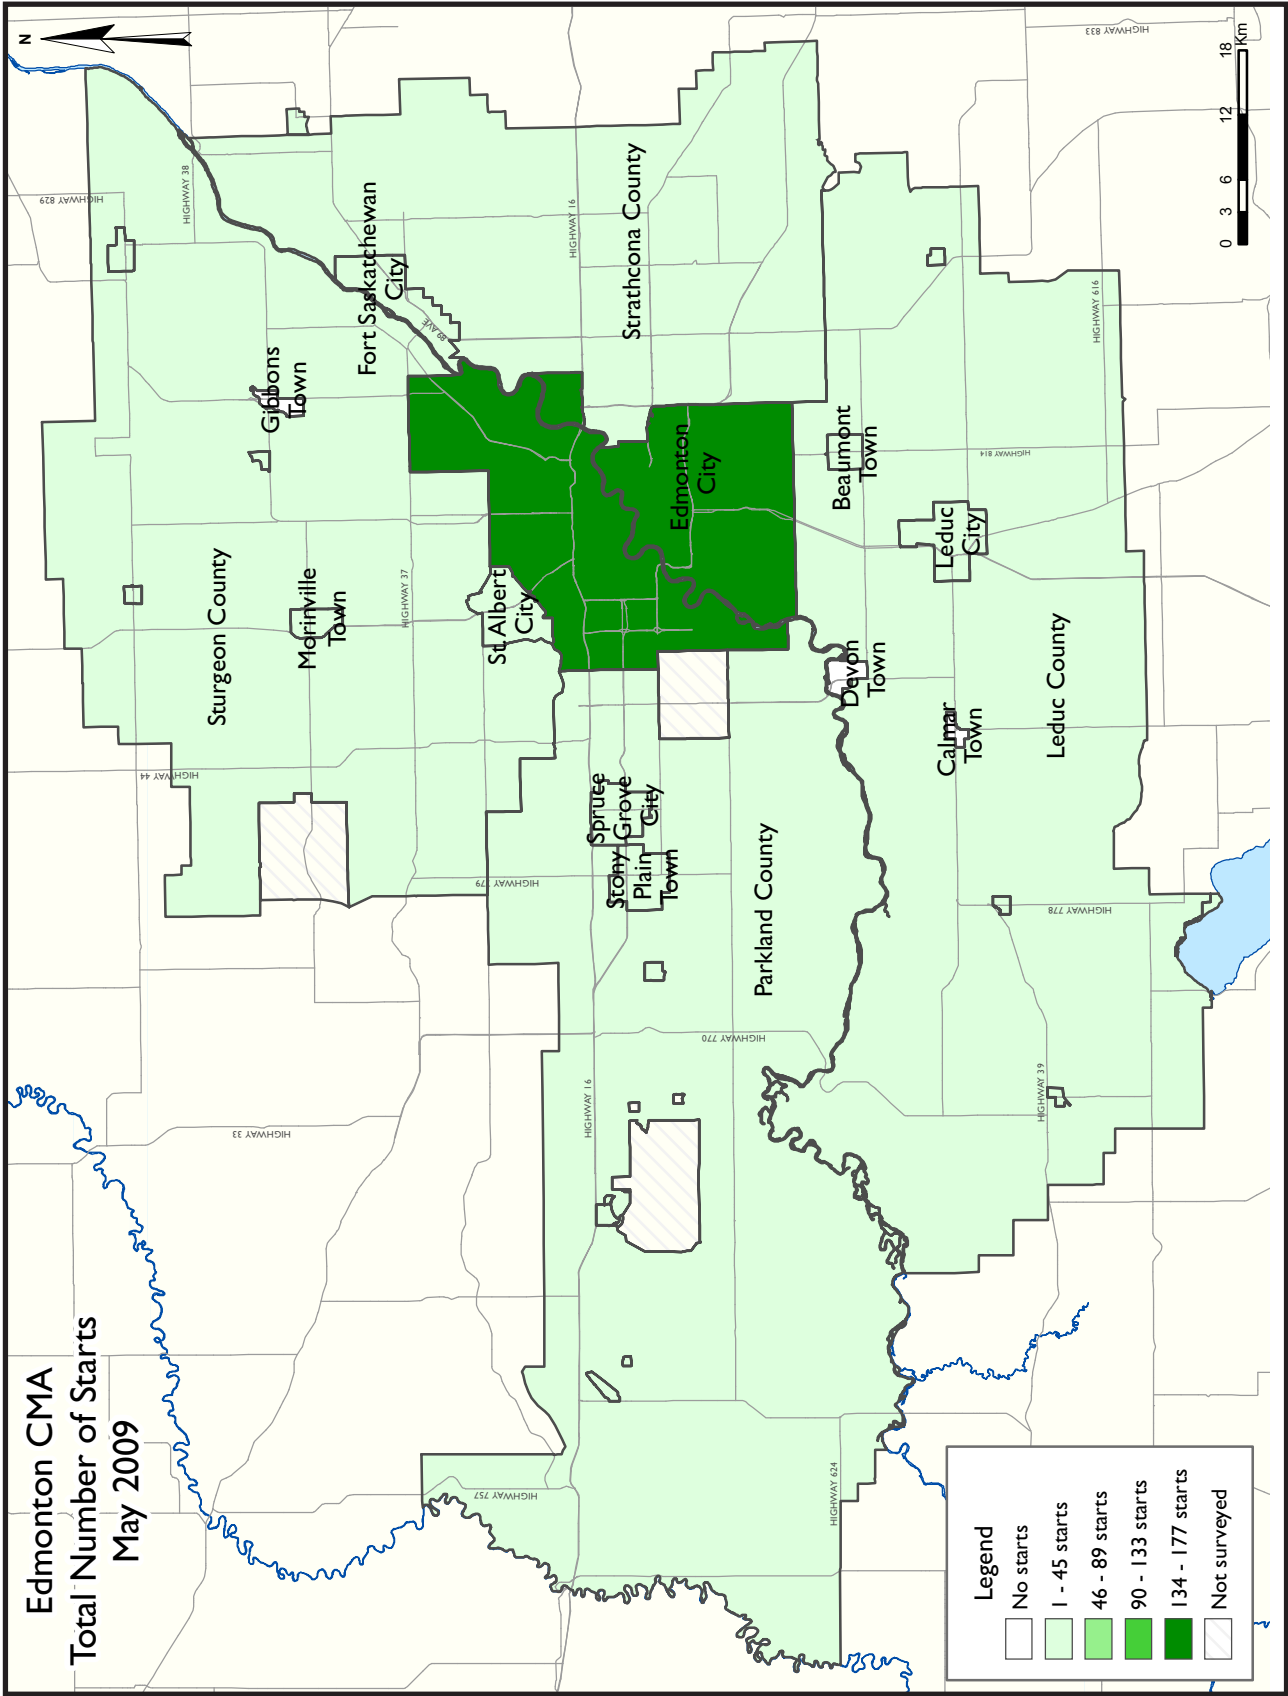 Edmonton CMA
Total Number of Starts
May 2009
N
HIGHWAY 829
HIGHWAY 38
HIGHWAY 833
Fort Saskatchewan
City
89 AVE
HIGHWAY 16
Strathcona County
Gibbons
Town
Sturgeon County
Morinville
Town
HIGHWAY 37
St. Albert
City
Edmonton
City
Beaumont
Town
HIGHWAY 814
HIGHWAY 616
Leduc
City
Devon
Town
Calmar
Town
Leduc County
HIGHWAY 44
HIGHWAY 779
Spruce
Grove
City
Stony
Plain
Town
Parkland County
HIGHWAY 778
HIGHWAY 770
HIGHWAY 39
HIGHWAY 16
HIGHWAY 33
HIGHWAY 757
HIGHWAY 624
Legend
No starts
1 - 45 starts
46 - 89 starts
90 - 133 starts
134 - 177 starts
Not surveyed
0 3 6 12 18
Km